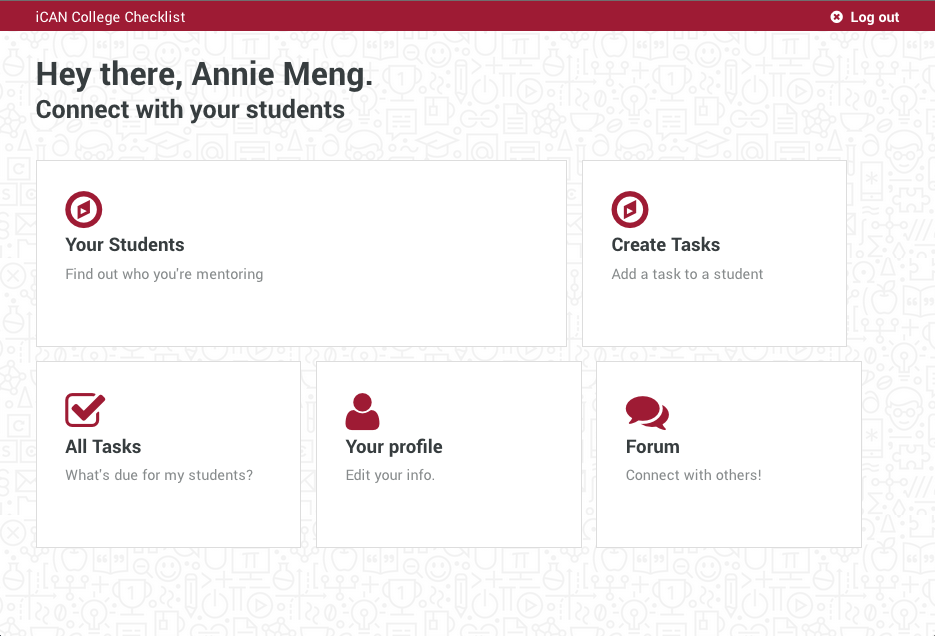 iCAN College Checklist
Log out
Hey there, Annie Meng.
Connect with your students
Your Students
Find out who you're mentoring
Create Tasks
Add a task to a student
All Tasks
What's due for my students?
Your profile
Edit your info.
Forum
Connect with others!